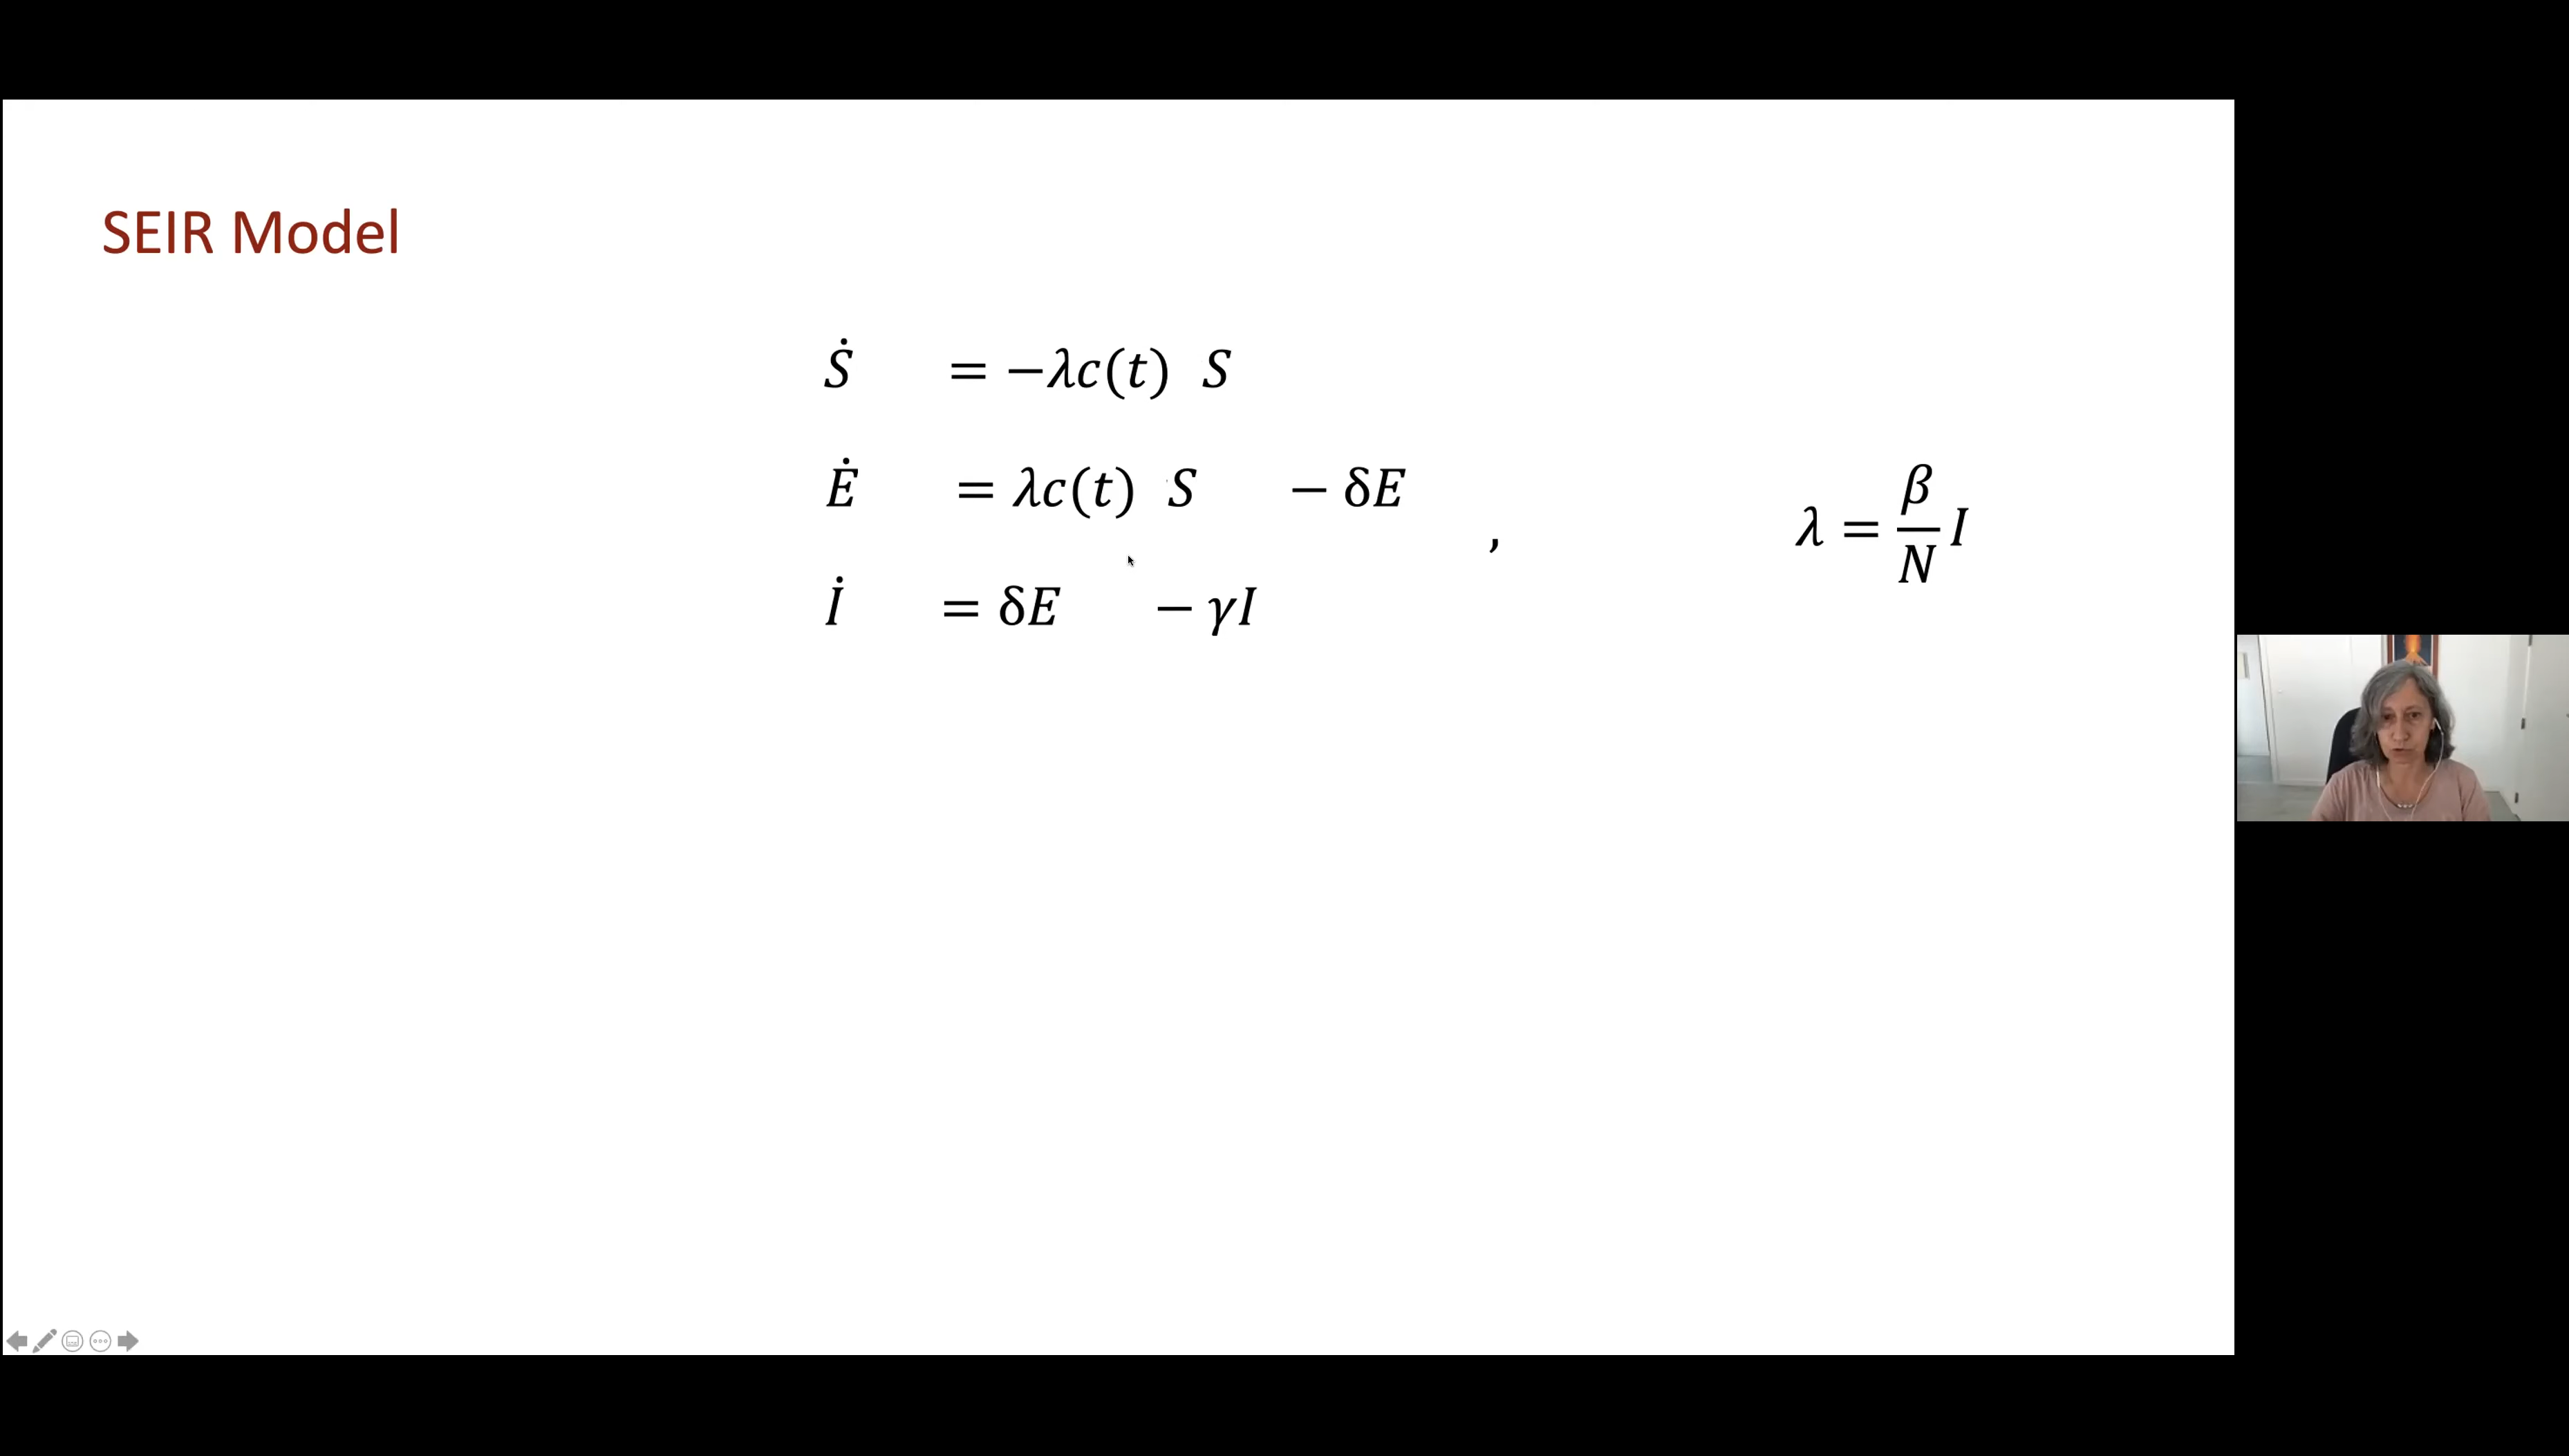 SEIR Model
Ṡ = −λc(t) S
Ė = λc(t) S − δE
,
λ = β/N I
İ = δE − γI